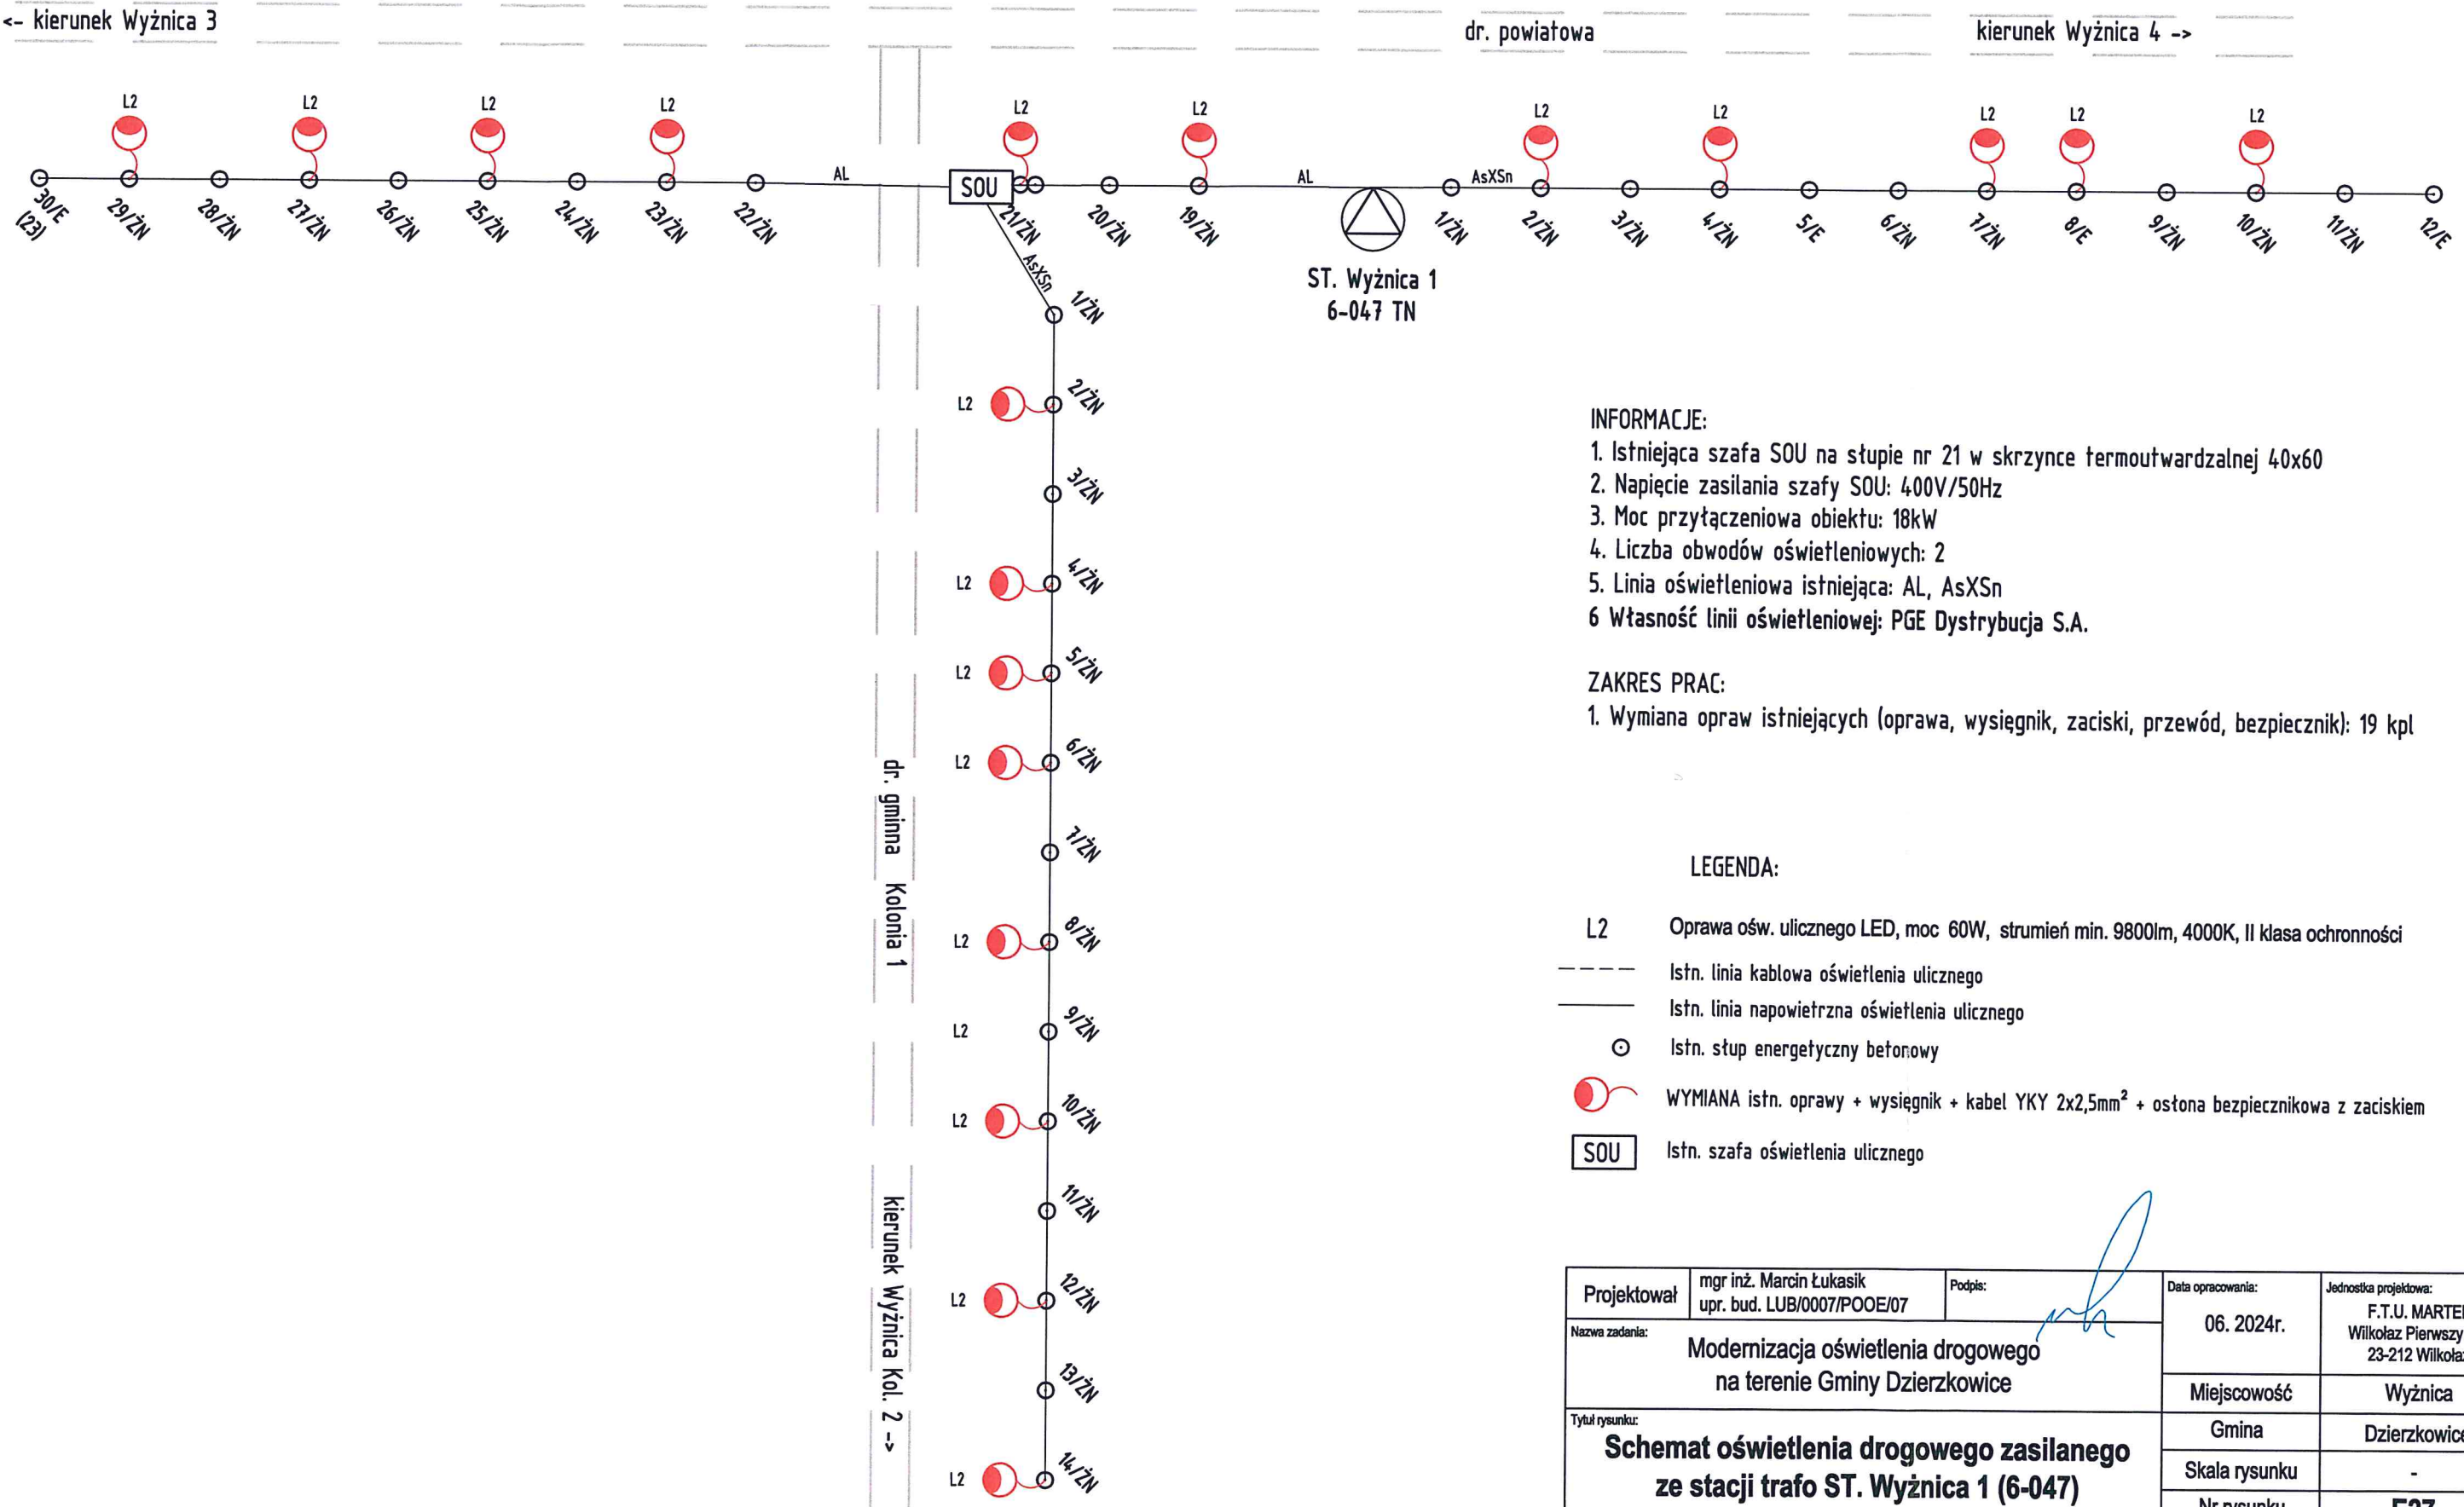 <- kierunek Wyżnica 3
dr. powiatowa
kierunek Wyżnica 4 ->
L2
L2
L2
L2
L2
L2
L2
L2
L2
L2
L2
AL
SOU
AL
AsXSn
30/E
(23)
29/ŻN
28/ŻN
27/ŻN
26/ŻN
25/ŻN
24/ŻN
23/ŻN
22/ŻN
21/ŻN
20/ŻN
19/ŻN
1/ŻN
2/ŻN
3/ŻN
4/ŻN
5/E
6/ŻN
7/ŻN
8/E
9/ŻN
10/ŻN
11/ŻN
12/E
ST. Wyżnica 1
6-047 TN
AsXSn
1/ŻN
L2
2/ŻN
3/ŻN
L2
4/ŻN
L2
5/ŻN
L2
6/ŻN
7/ŻN
L2
8/ŻN
L2
9/ŻN
L2
10/ŻN
11/ŻN
L2
12/ŻN
13/ŻN
L2
14/ŻN
dr. gminna Kolonia 1
kierunek Wyżnica Kol. 2 ->
INFORMACJE:
1. Istniejąca szafa SOU na słupie nr 21 w skrzynce termoutwardzalnej 40x60
2. Napięcie zasilania szafy SOU: 400V/50Hz
3. Moc przyłączeniowa obiektu: 18kW
4. Liczba obwodów oświetleniowych: 2
5. Linia oświetleniowa istniejąca: AL, AsXSn
6 Własność linii oświetleniowej: PGE Dystrybucja S.A.
ZAKRES PRAC:
1. Wymiana opraw istniejących (oprawa, wysięgnik, zaciski, przewód, bezpiecznik): 19 kpl
LEGENDA:
L2 Oprawa ośw. ulicznego LED, moc 60W, strumień min. 9800lm, 4000K, II klasa ochronności
Istn. linia kablowa oświetlenia ulicznego
Istn. linia napowietrzna oświetlenia ulicznego
Istn. słup energetyczny betonowy
WYMIANA istn. oprawy + wysięgnik + kabel YKY 2x2,5mm² + osłona bezpiecznikowa z zaciskiem
SOU Istn. szafa oświetlenia ulicznego
Projektował
mgr inż. Marcin Łukasik
upr. bud. LUB/0007/POOE/07
Podpis:
Data opracowania:
06. 2024r.
Jednostka projektowa:
F.T.U. MARTE
Wilkołaz Pierwszy
23-212 Wilkoła
Nazwa zadania:
Modernizacja oświetlenia drogowego
na terenie Gminy Dzierzkowice
Miejscowość
Wyżnica
Tytuł rysunku:
Schemat oświetlenia drogowego zasilanego
ze stacji trafo ST. Wyżnica 1 (6-047)
Gmina
Dzierzkowice
Skala rysunku
-
Nr rysunku